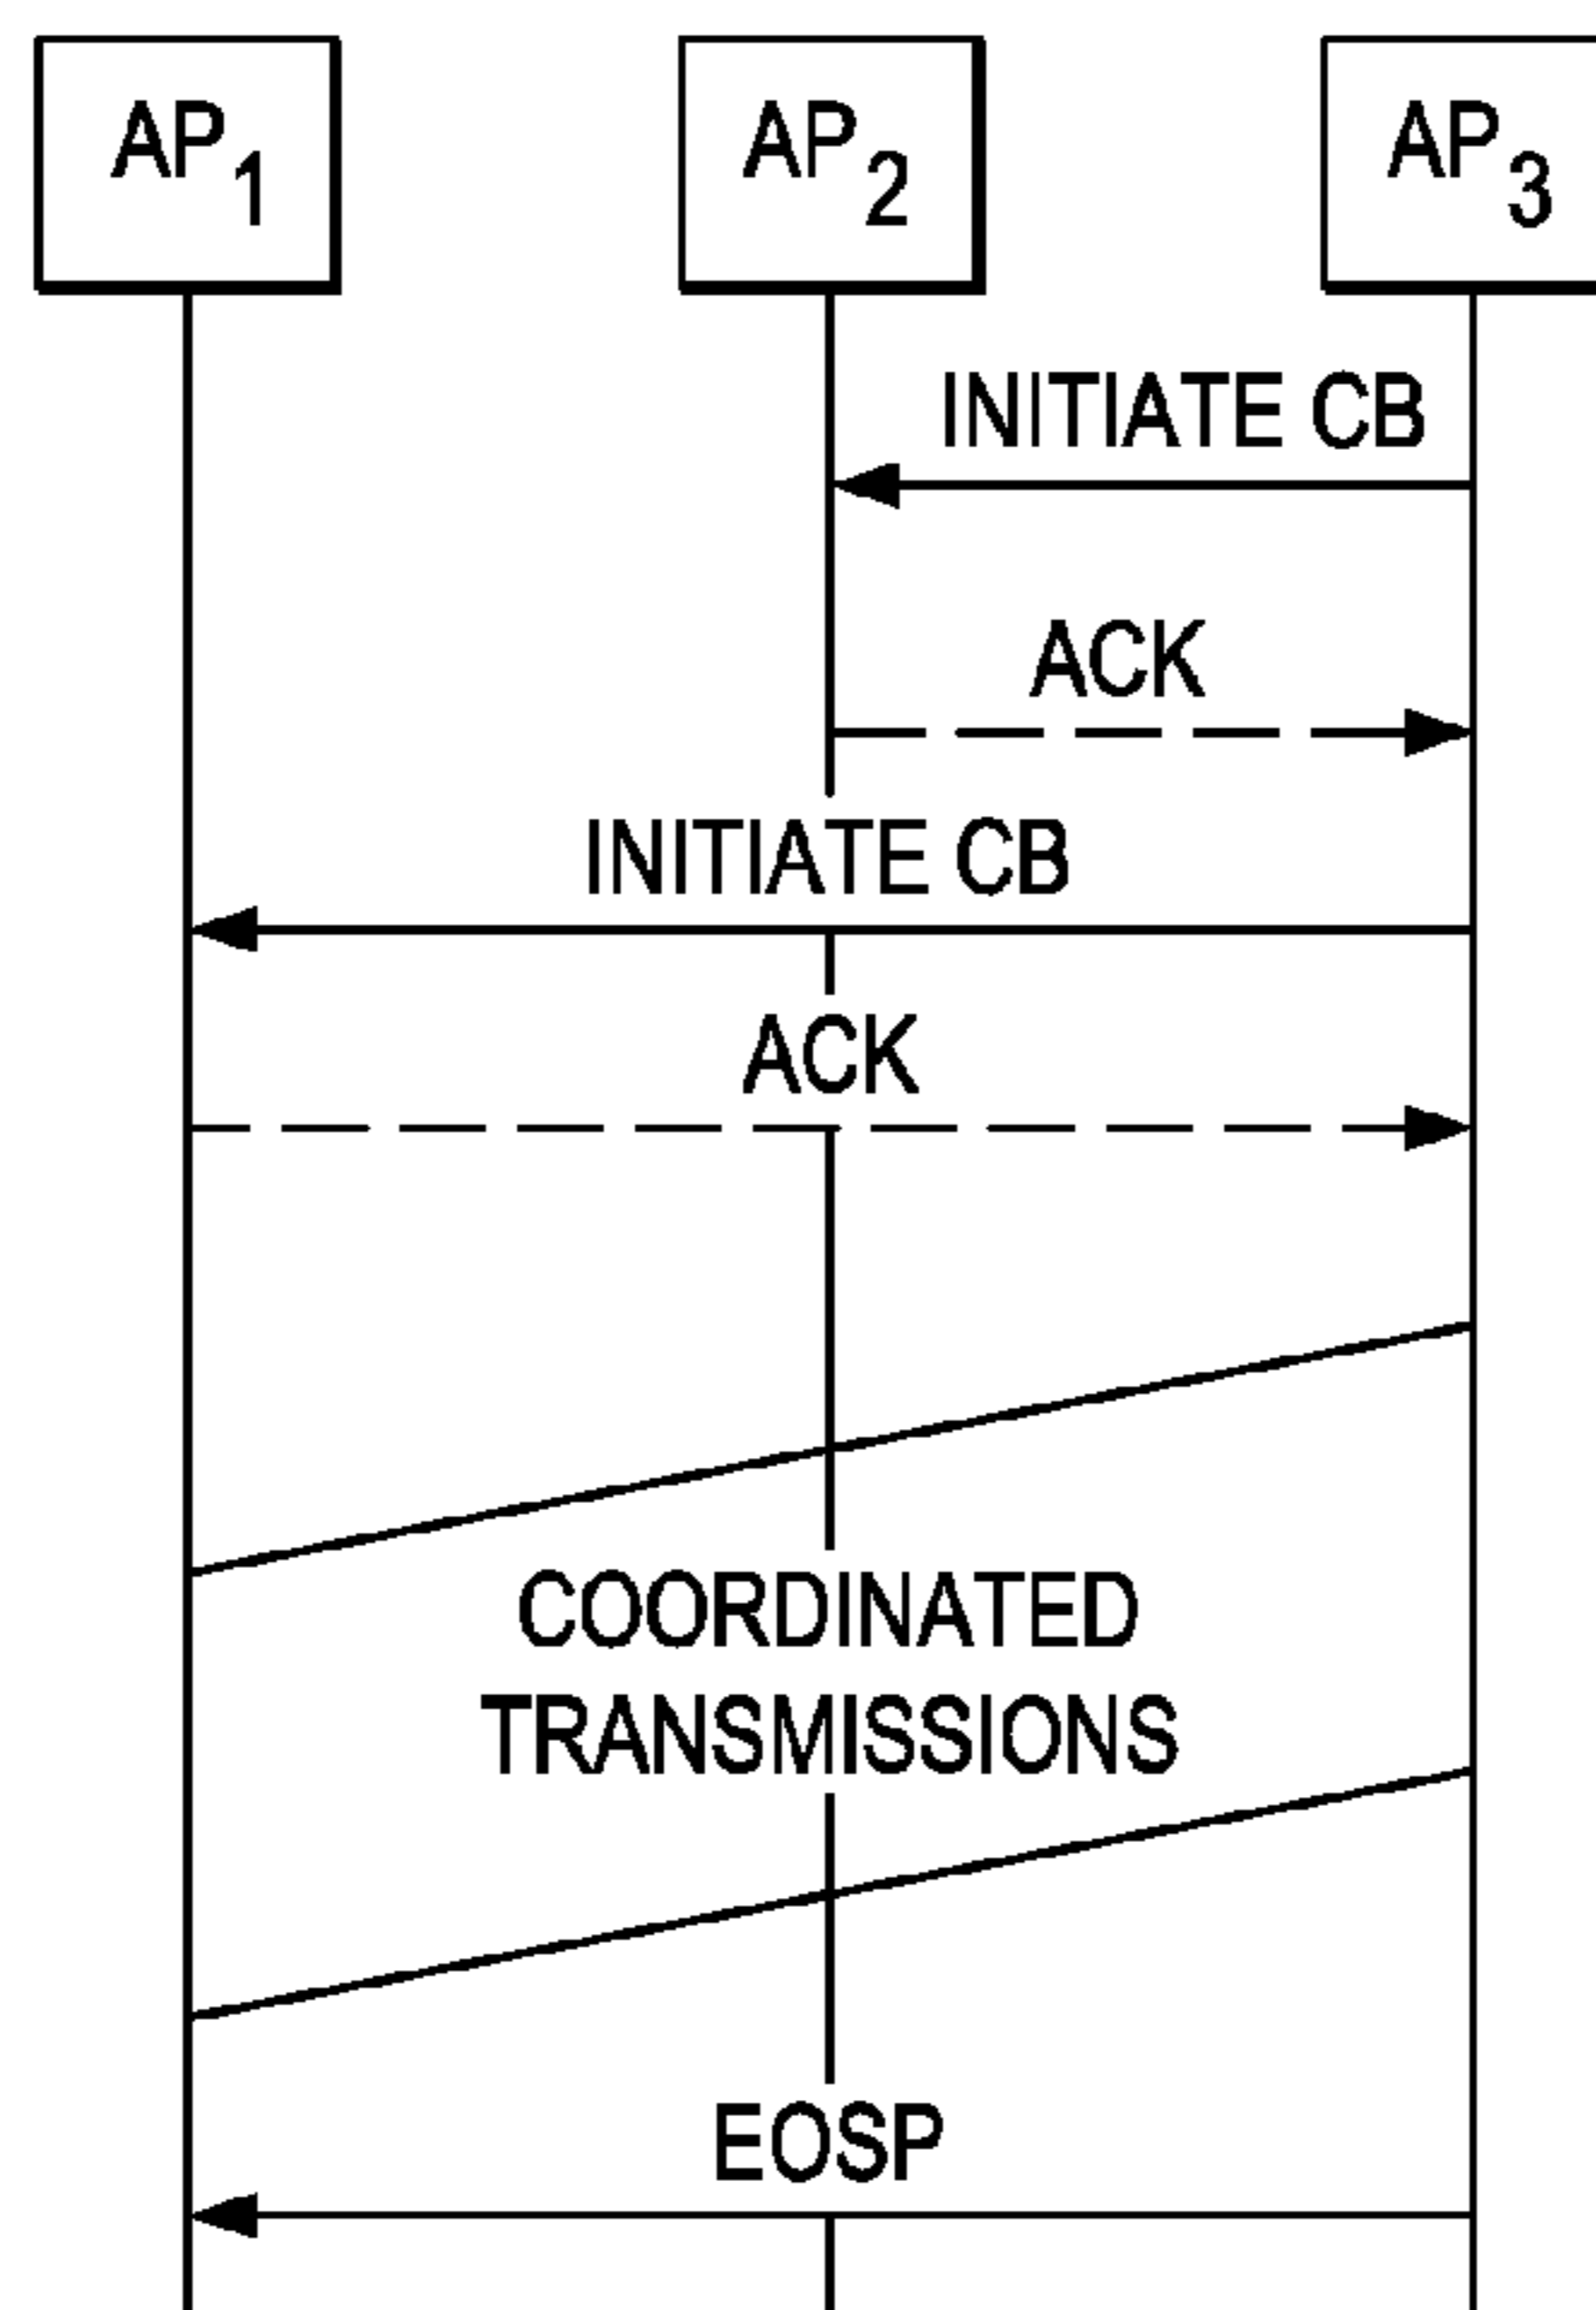 AP1 AP2 AP3
INITIATE CB
ACK
INITIATE CB
ACK
COORDINATED
TRANSMISSIONS
EOSP